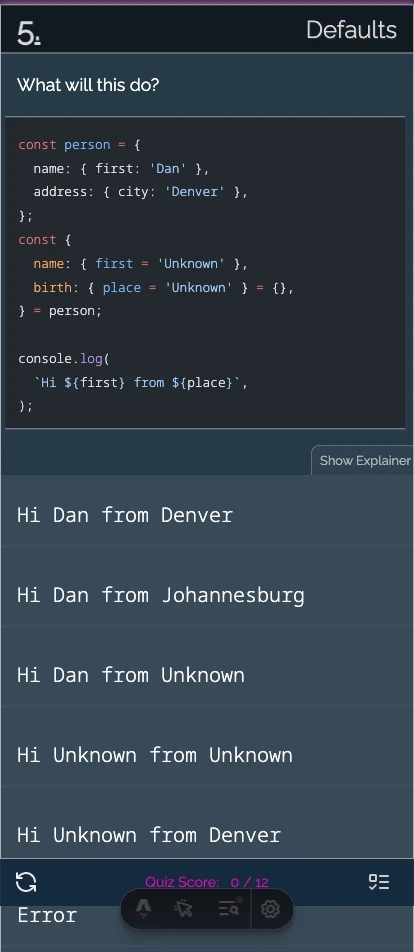 5.
Defaults
What will this do?
const person = {
  name: { first: 'Dan' },
  address: { city: 'Denver' },
};
const {
  name: { first = 'Unknown' },
  birth: { place = 'Unknown' } = {},
} = person;

console.log(
  `Hi ${first} from ${place}`,
);
Show Explainer
Hi Dan from Denver
Hi Dan from Johannesburg
Hi Dan from Unknown
Hi Unknown from Unknown
Hi Unknown from Denver
Quiz Score: 0 / 12
Error